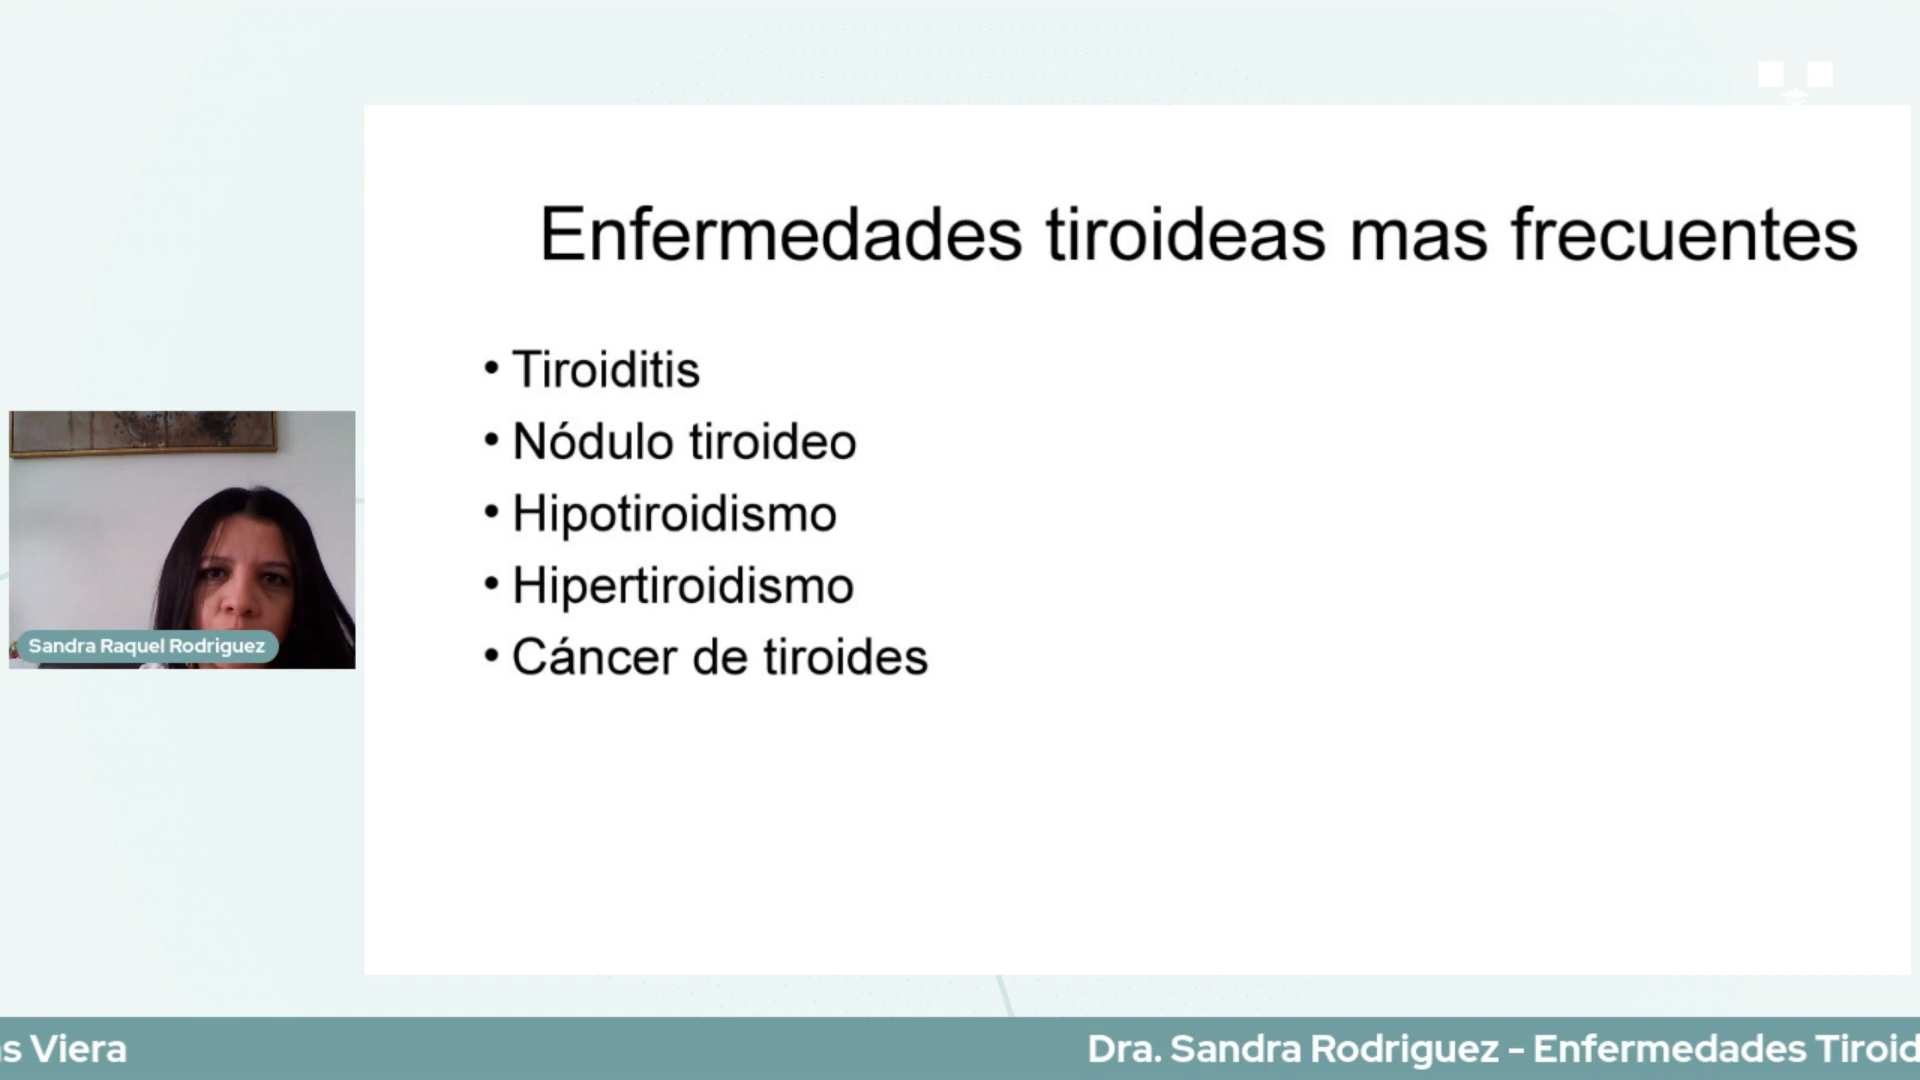 Enfermedades tiroideas mas frecuentes
• Tiroiditis
• Nódulo tiroideo
• Hipotiroidismo
• Hipertiroidismo
• Cáncer de tiroides
Sandra Raquel Rodriguez
s Viera
Dra. Sandra Rodriguez - Enfermedades Tiroid